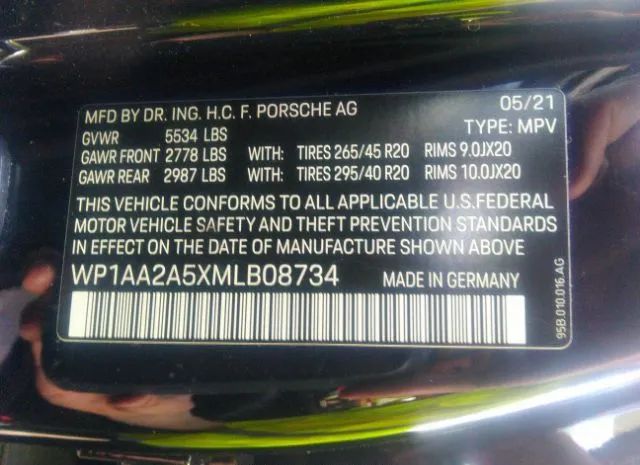 MFD BY DR. ING. H.C. F. PORSCHE AG 05/21
GVWR 5534 LBS TYPE: MPV
GAWR FRONT 2778 LBS WITH: TIRES 265/45 R20 RIMS 9.0JX20
GAWR REAR 2987 LBS WITH: TIRES 295/40 R20 RIMS 10.0JX20
THIS VEHICLE CONFORMS TO ALL APPLICABLE U.S.FEDERAL
MOTOR VEHICLE SAFETY AND THEFT PREVENTION STANDARDS
IN EFFECT ON THE DATE OF MANUFACTURE SHOWN ABOVE
WP1AA2A5XMLB08734 MADE IN GERMANY
95B.010.016.AG